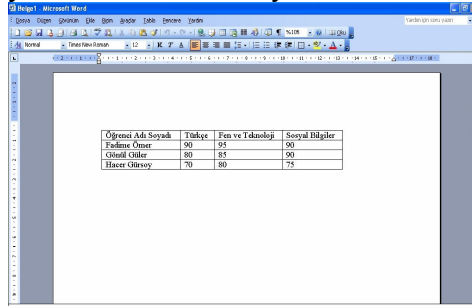 Belge1 - Microsoft Word
Dosya Düzen Görünüm Ekle Biçim Araçlar Tablo Pencere Yardım
Yardım için soru yazın
%105 Oku
Normal Times New Roman 12 K T A
Öğrenci Adı Soyadı Türkçe Fen ve Teknoloji Sosyal Bilgiler
Fadime Ömer 90 95 90
Gönül Güler 80 85 90
Hacer Gürsoy 70 80 75